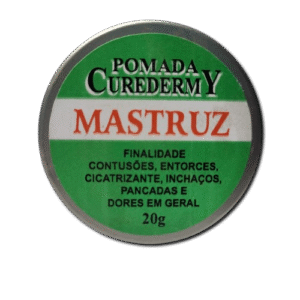 POMADA
CUREDERMY
MASTRUZ
FINALIDADE
CONTUSÕES, ENTORCES,
CICATRIZANTE, INCHAÇOS,
PANCADAS E
DORES EM GERAL
20g